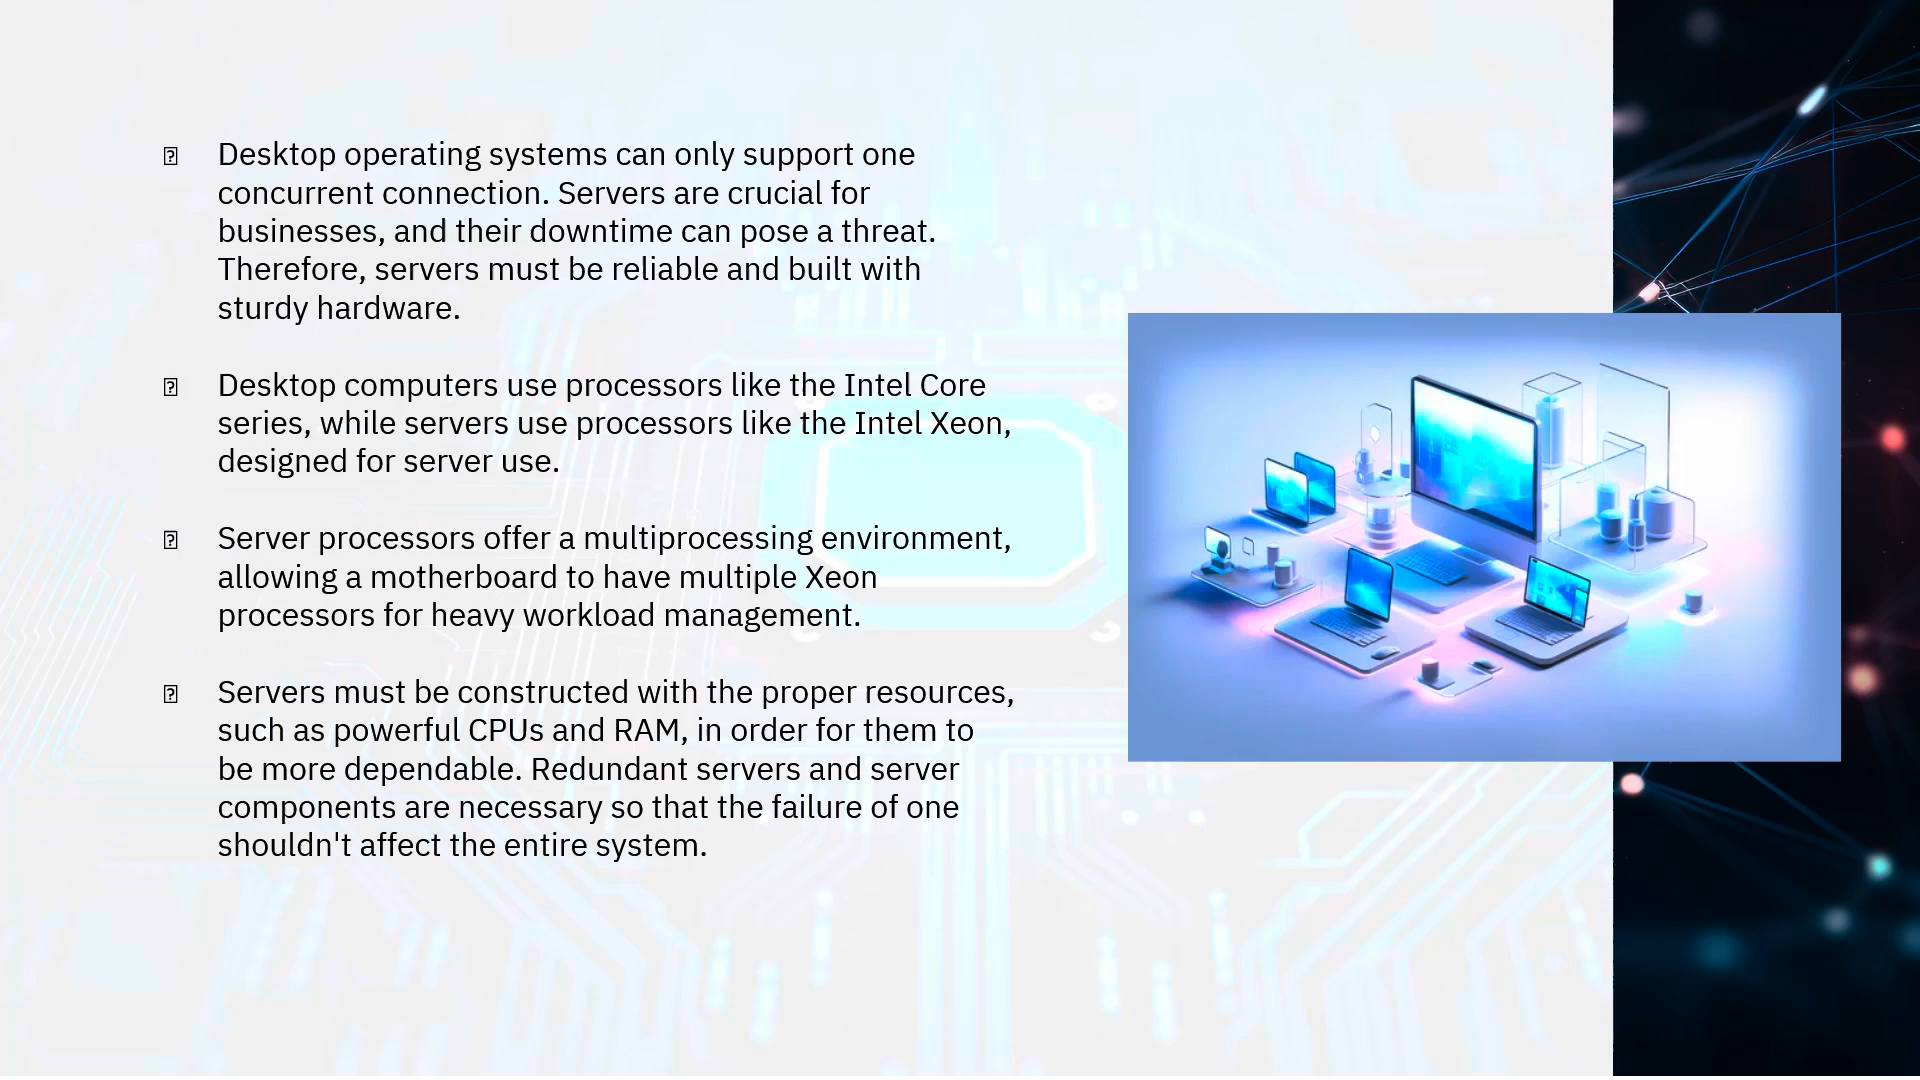 Desktop operating systems can only support one
concurrent connection. Servers are crucial for
businesses, and their downtime can pose a threat.
Therefore, servers must be reliable and built with
sturdy hardware.
Desktop computers use processors like the Intel Core
series, while servers use processors like the Intel Xeon,
designed for server use.
Server processors offer a multiprocessing environment,
allowing a motherboard to have multiple Xeon
processors for heavy workload management.
Servers must be constructed with the proper resources,
such as powerful CPUs and RAM, in order for them to
be more dependable. Redundant servers and server
components are necessary so that the failure of one
shouldn't affect the entire system.